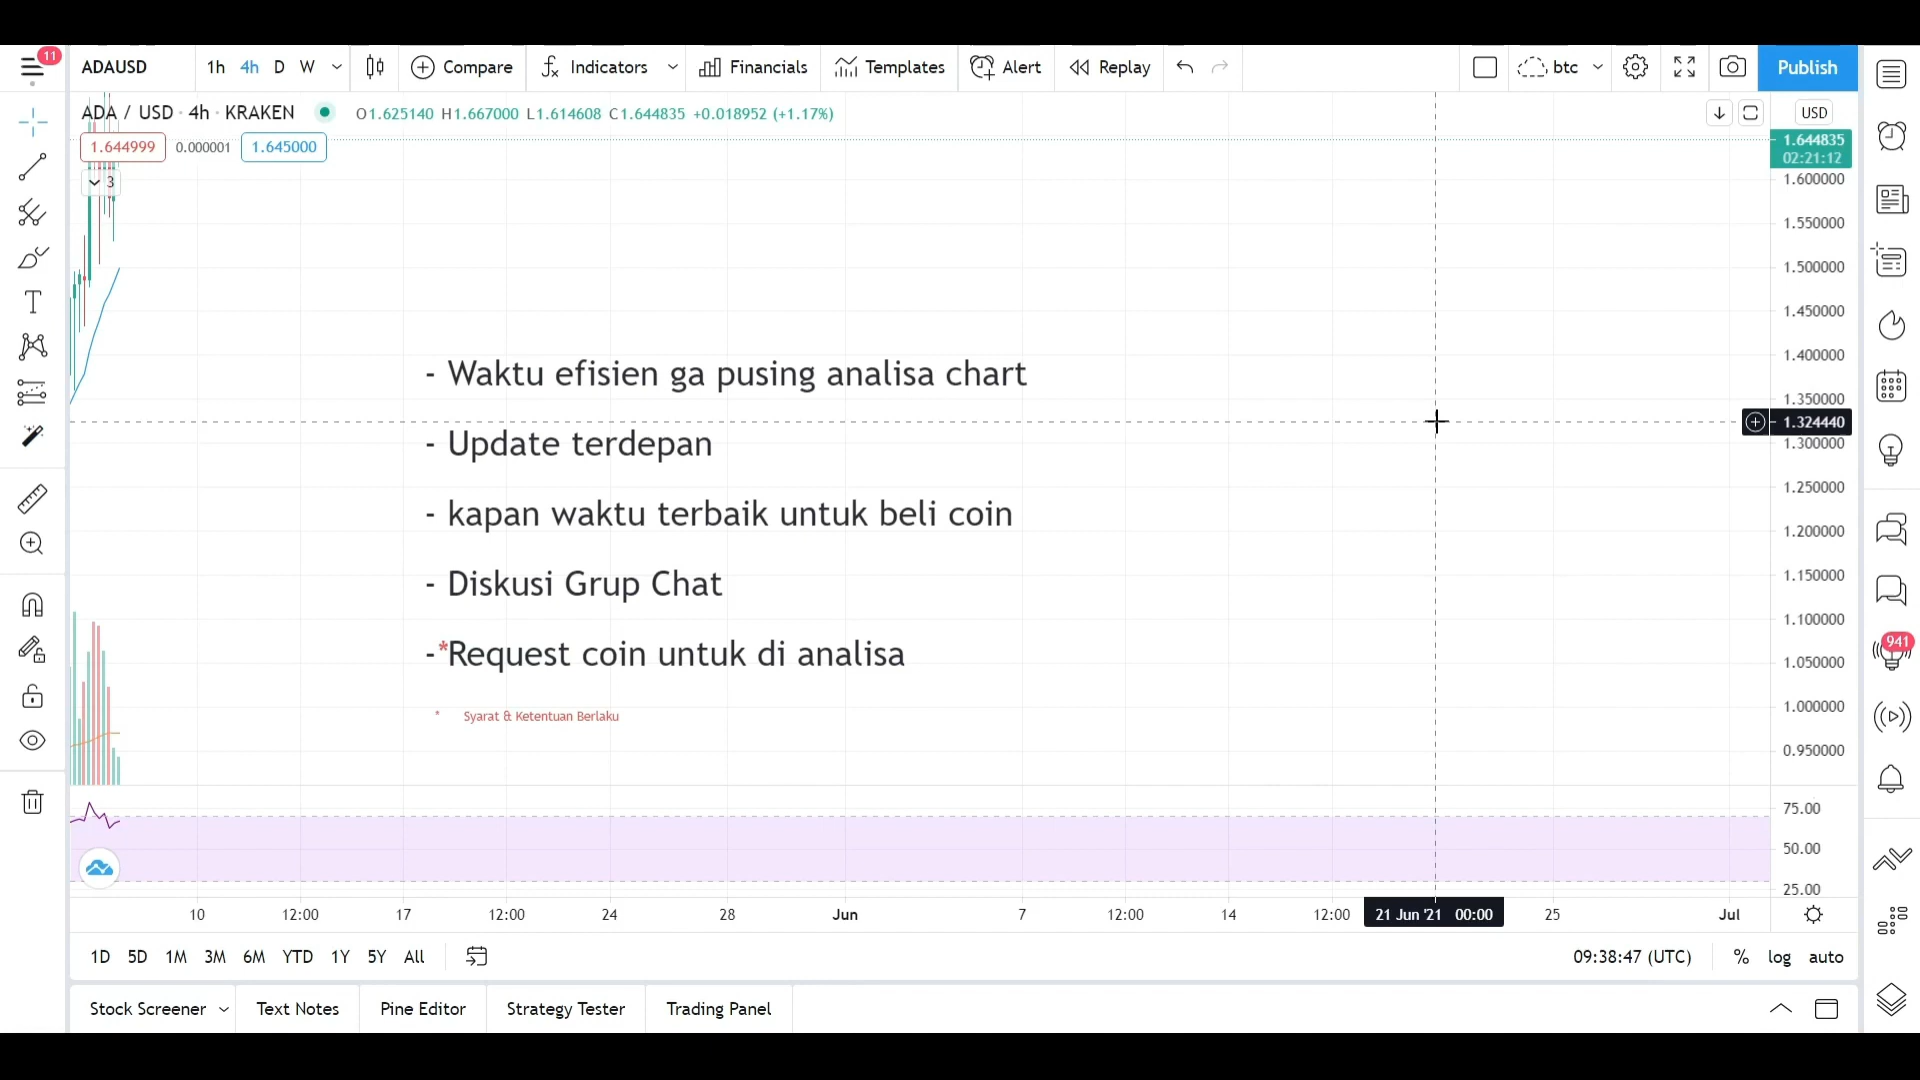 11
ADAUSD 1h 4h D W Compare Indicators Financials Templates Alert Replay btc Publish
ADA / USD · 4h · KRAKEN O1.625140 H1.667000 L1.614608 C1.644835 +0.018952 (+1.17%) USD
1.644999 0.000001 1.645000
1.644835
02:21:12
3
1.600000
1.550000
1.500000
1.450000
1.400000
- Waktu efisien ga pusing analisa chart
1.350000
1.324440
- Update terdepan
1.300000
1.250000
- kapan waktu terbaik untuk beli coin
1.200000
1.150000
- Diskusi Grup Chat
1.100000
941
-*Request coin untuk di analisa
1.050000
1.000000
* Syarat & Ketentuan Berlaku
0.950000
75.00
50.00
25.00
10 12:00 17 12:00 24 28 Jun 7 12:00 14 12:00 21 Jun '21 00:00 25 Jul
1D 5D 1M 3M 6M YTD 1Y 5Y All 09:38:47 (UTC) % log auto
Stock Screener Text Notes Pine Editor Strategy Tester Trading Panel